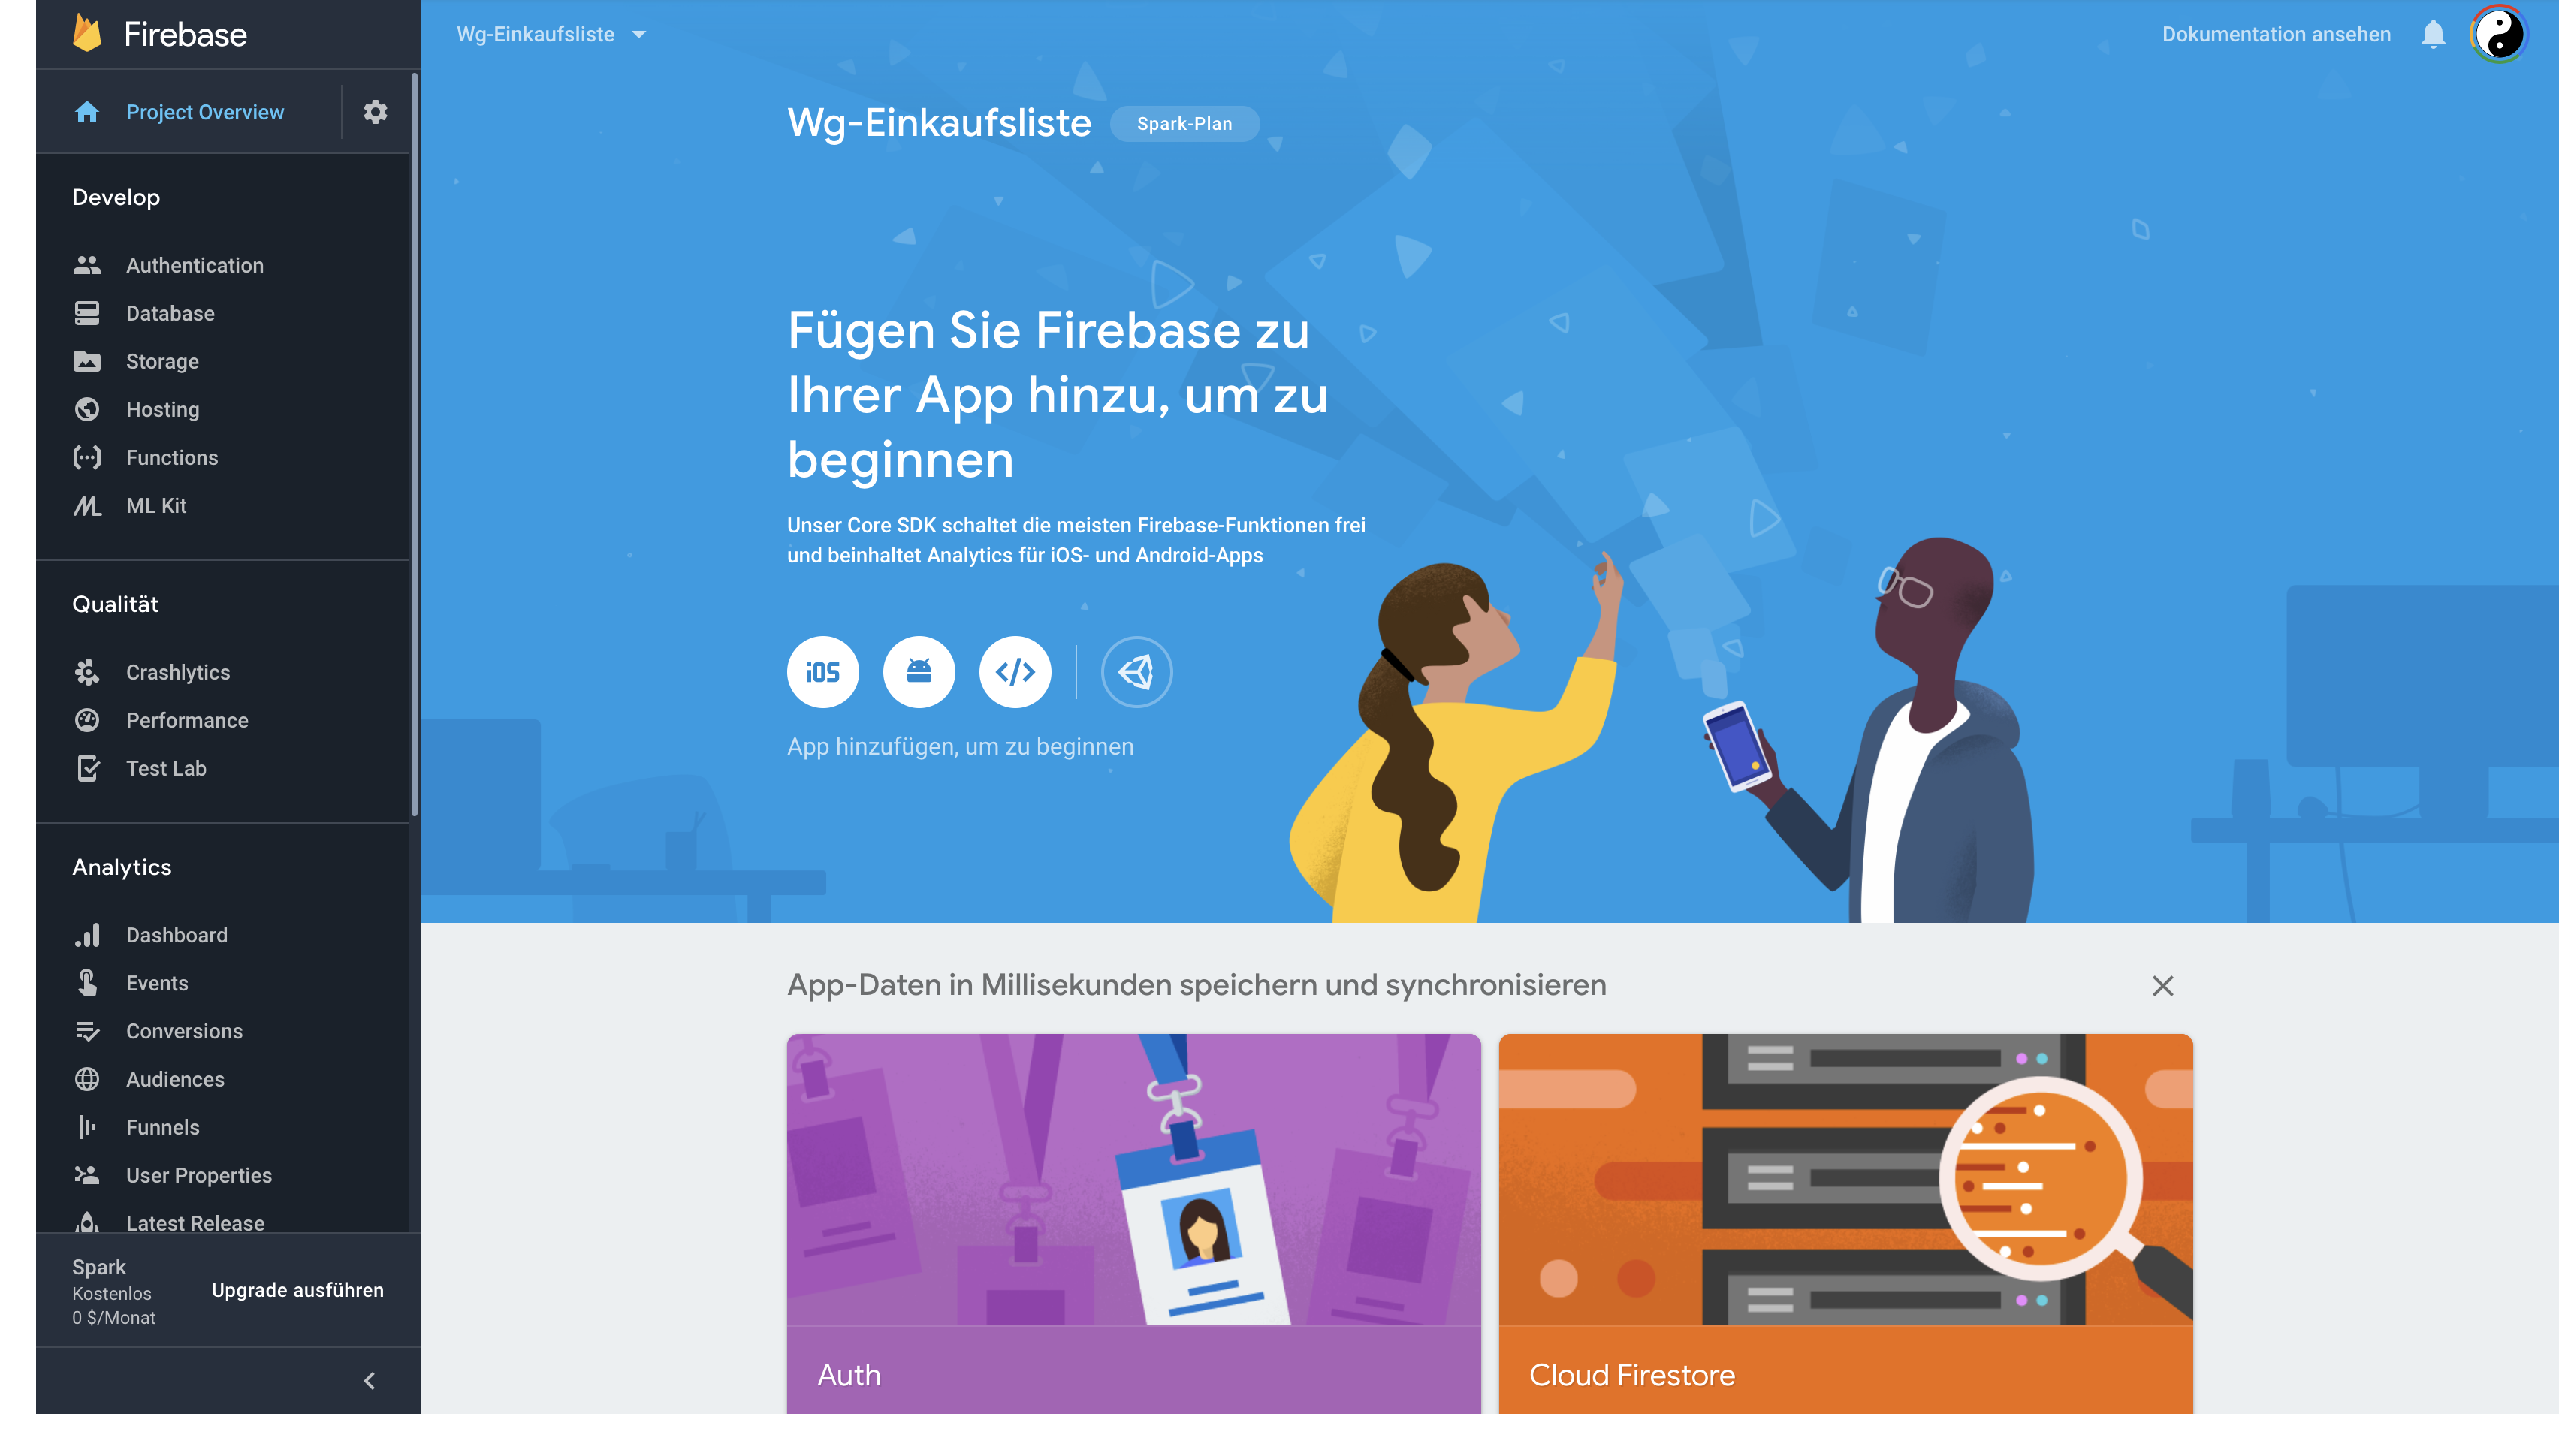 Firebase
Project Overview
Develop
Authentication
Database
Storage
Hosting
Functions
ML Kit
Qualität
Crashlytics
Performance
Test Lab
Analytics
Dashboard
Events
Conversions
Audiences
Funnels
User Properties
Latest Release
Spark
Kostenlos
0 $/Monat
Upgrade ausführen
Wg-Einkaufsliste
Dokumentation ansehen
Wg-Einkaufsliste
Spark-Plan
Fügen Sie Firebase zu
Ihrer App hinzu, um zu
beginnen
Unser Core SDK schaltet die meisten Firebase-Funktionen frei
und beinhaltet Analytics für iOS- und Android-Apps
iOS
App hinzufügen, um zu beginnen
App-Daten in Millisekunden speichern und synchronisieren
Auth
Cloud Firestore